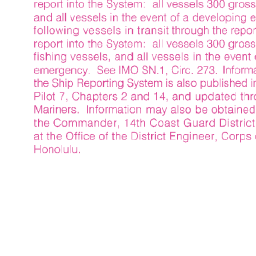 report into the System: all vessels 300 gross
and all vessels in the event of a developing e
following vessels in transit through the repor
report into the System: all vessels 300 gross
fishing vessels, and all vessels in the event
emergency. See IMO SN.1, Circ. 273. Informa
the Ship Reporting System is also published in
Pilot 7, Chapters 2 and 14, and updated thro
Mariners. Information may also be obtained
the Commander, 14th Coast Guard District
at the Office of the District Engineer, Corps
Honolulu.